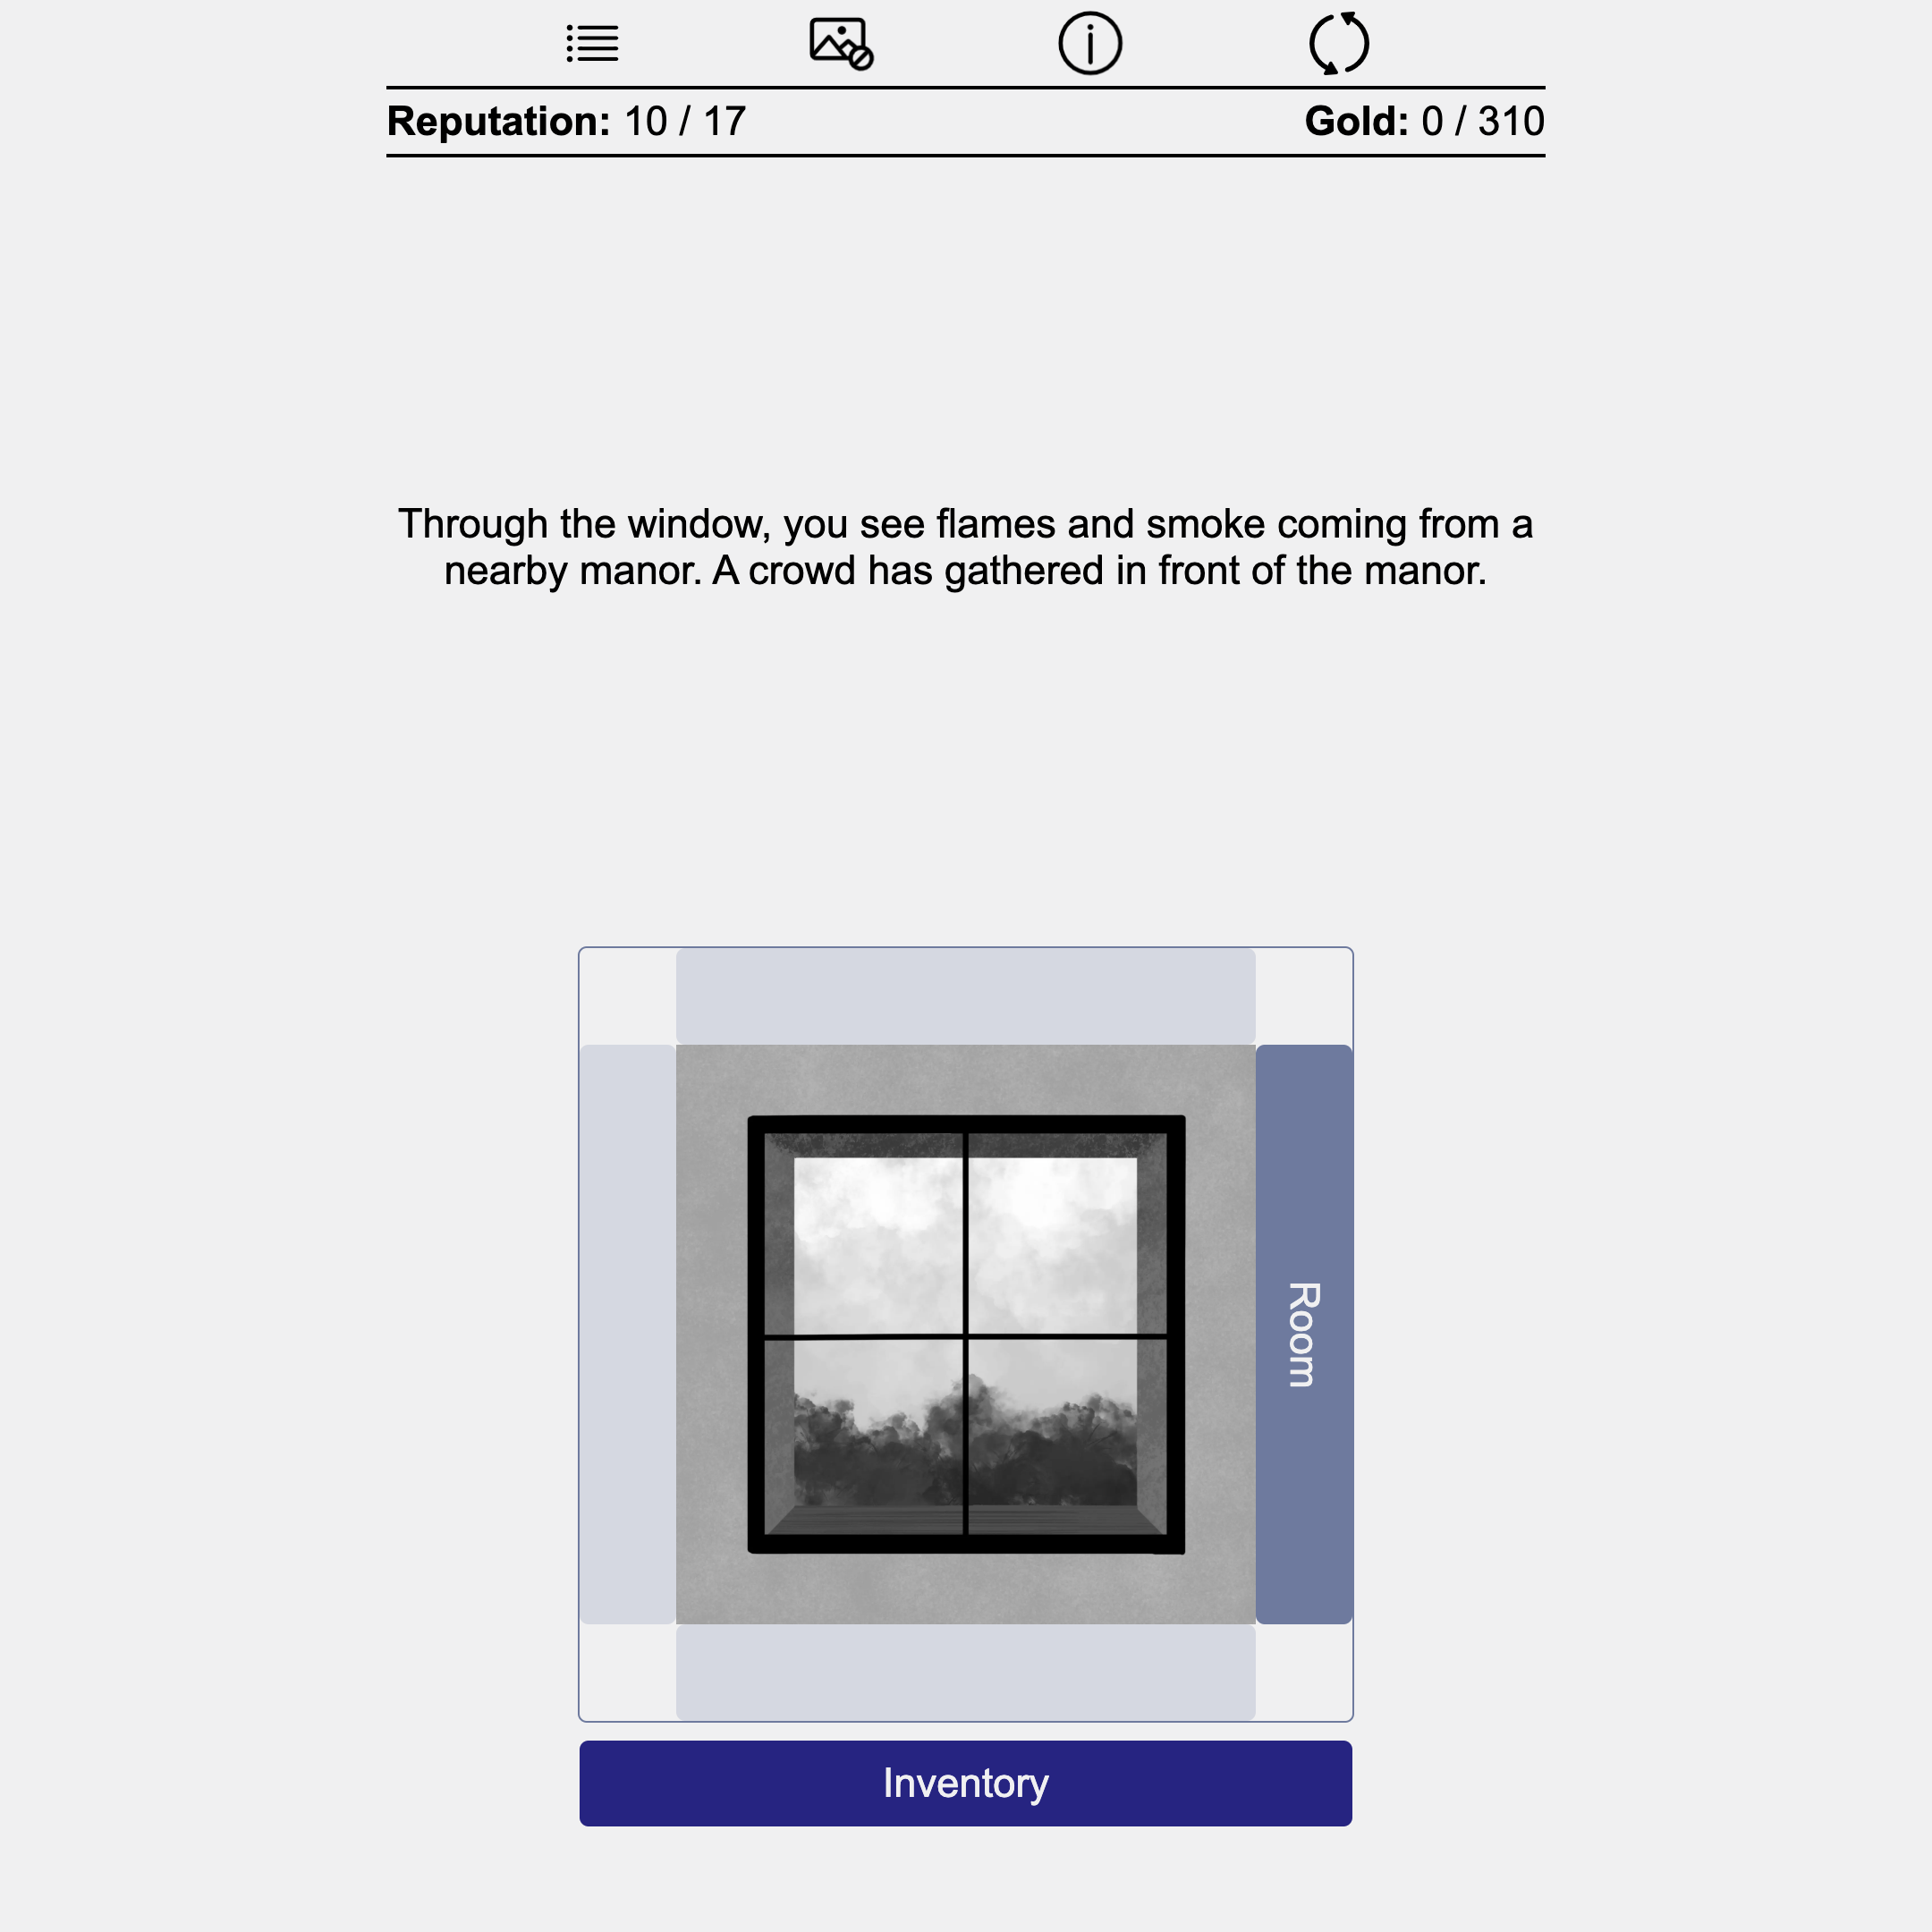 Reputation: 10 / 17
Gold: 0 / 310
Through the window, you see flames and smoke coming from a
nearby manor. A crowd has gathered in front of the manor.
Room
Inventory